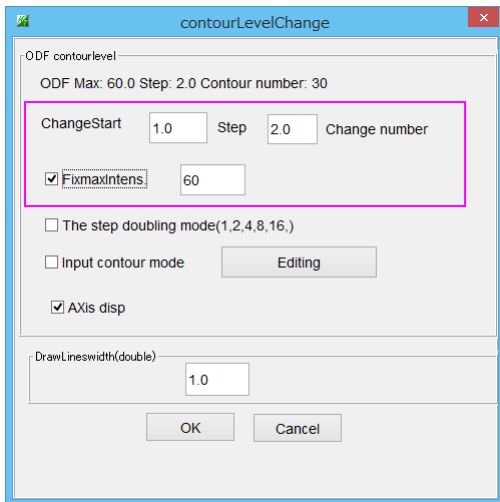 contourLevelChange
ODF contourlevel
ODF Max: 60.0 Step: 2.0 Contour number: 30
ChangeStart 1.0 Step 2.0 Change number
FixmaxIntens. 60
The step doubling mode(1,2,4,8,16,)
Input contour mode Editing
AXis disp
DrawLineswidth(double)
1.0
OK Cancel